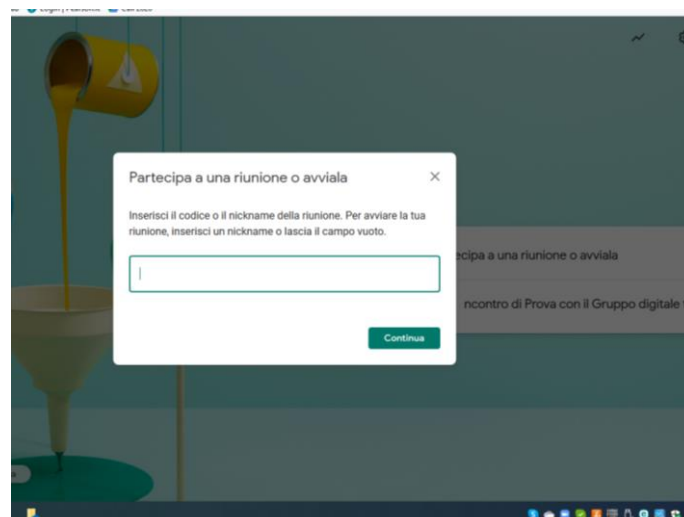 Partecipa a una riunione o avviala
Inserisci il codice o il nickname della riunione. Per avviare la tua
riunione, inserisci un nickname o lascia il campo vuoto.
Continua
ecipa a una riunione o avviala
ncontro di Prova con il Gruppo digitale